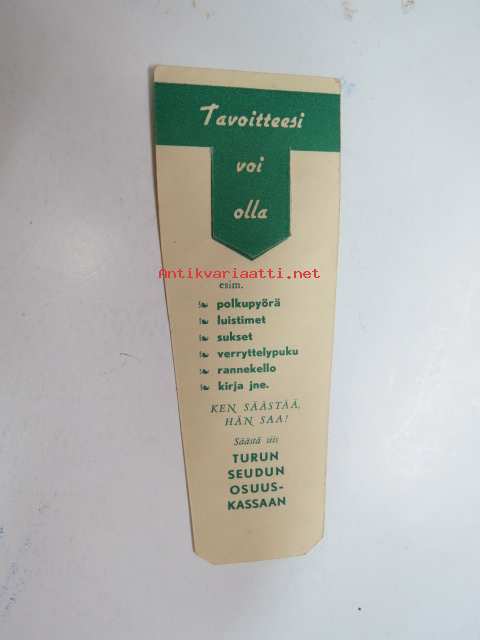 Tavoitteesi
voi
olla
Antikvariaatti.net
esim.
polkupyörä
luistimet
sukset
verryttelypuku
rannekello
kirja jne.
KEN SÄÄSTÄÄ,
HÄN SAA!
Säästä siis
TURUN
SEUDUN
OSUUS-
KASSAAN